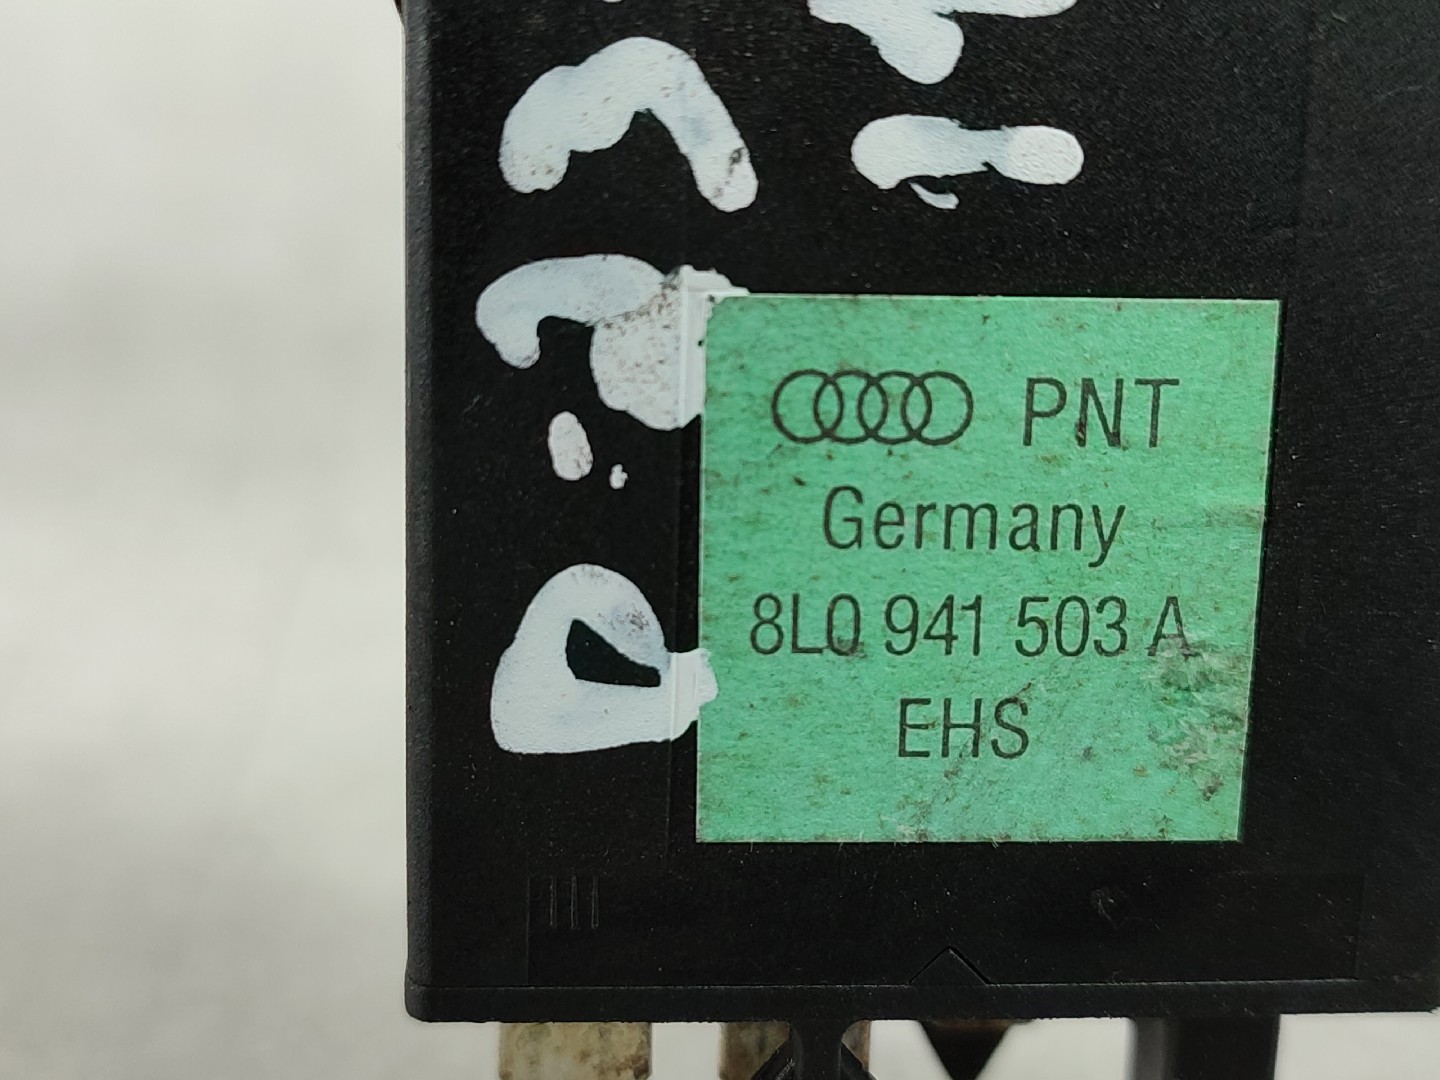 PNT
Germany
8L0 941 503 A
EHS